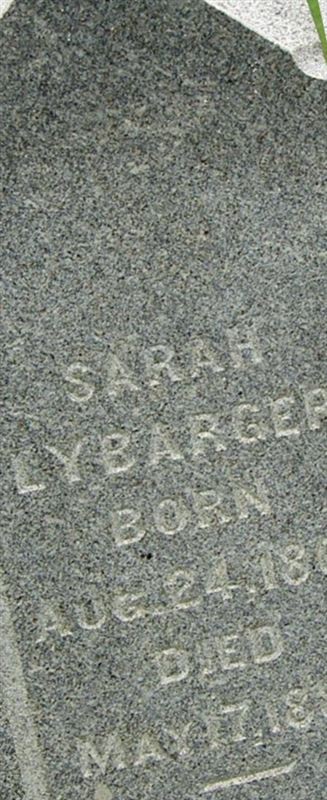 SARAH
LYBARGER
BORN
AUG. 24, 18
DIED
MAY 17, 18